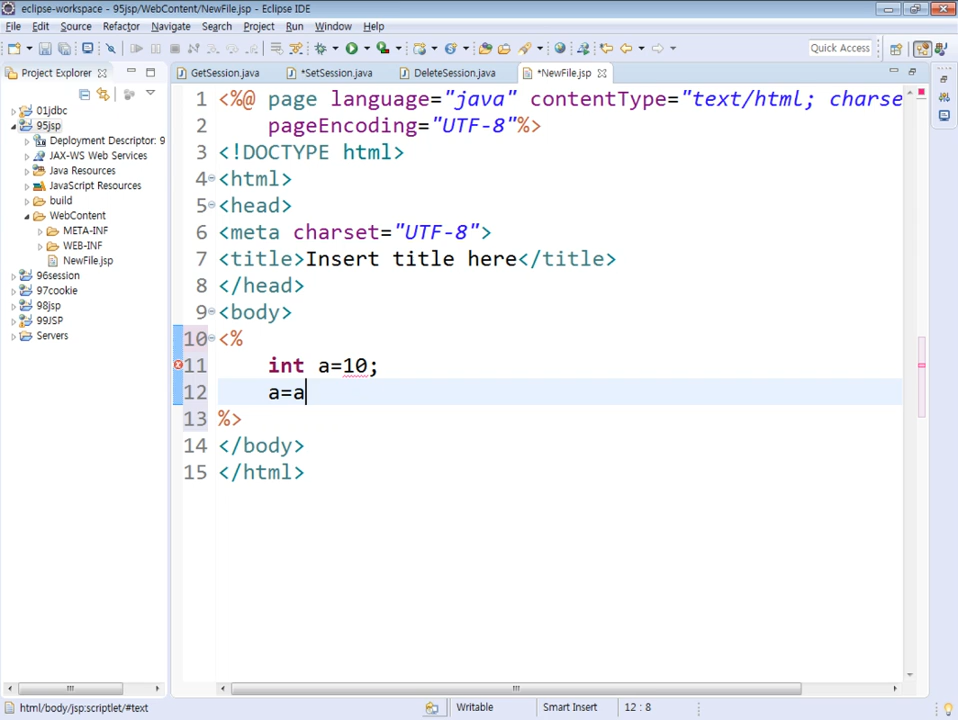 eclipse-workspace - 95jsp/WebContent/NewFile.jsp - Eclipse IDE
File Edit Source Refactor Navigate Search Project Run Window Help
Quick Access
Project Explorer
GetSession.java *SetSession.java DeleteSession.java *NewFile.jsp
01jdbc
95jsp
Deployment Descriptor: 9
JAX-WS Web Services
Java Resources
JavaScript Resources
build
WebContent
META-INF
WEB-INF
NewFile.jsp
96session
97cookie
98jsp
99JSP
Servers
1 <%@ page language="java" contentType="text/html; charse
2 pageEncoding="UTF-8"%>
3 <!DOCTYPE html>
4 <html>
5 <head>
6 <meta charset="UTF-8">
7 <title>Insert title here</title>
8 </head>
9 <body>
10 <%
11 int a=10;
12 a=a
13 %>
14 </body>
15 </html>
html/body/jsp:scriptlet/#text Writable Smart Insert 12 : 8